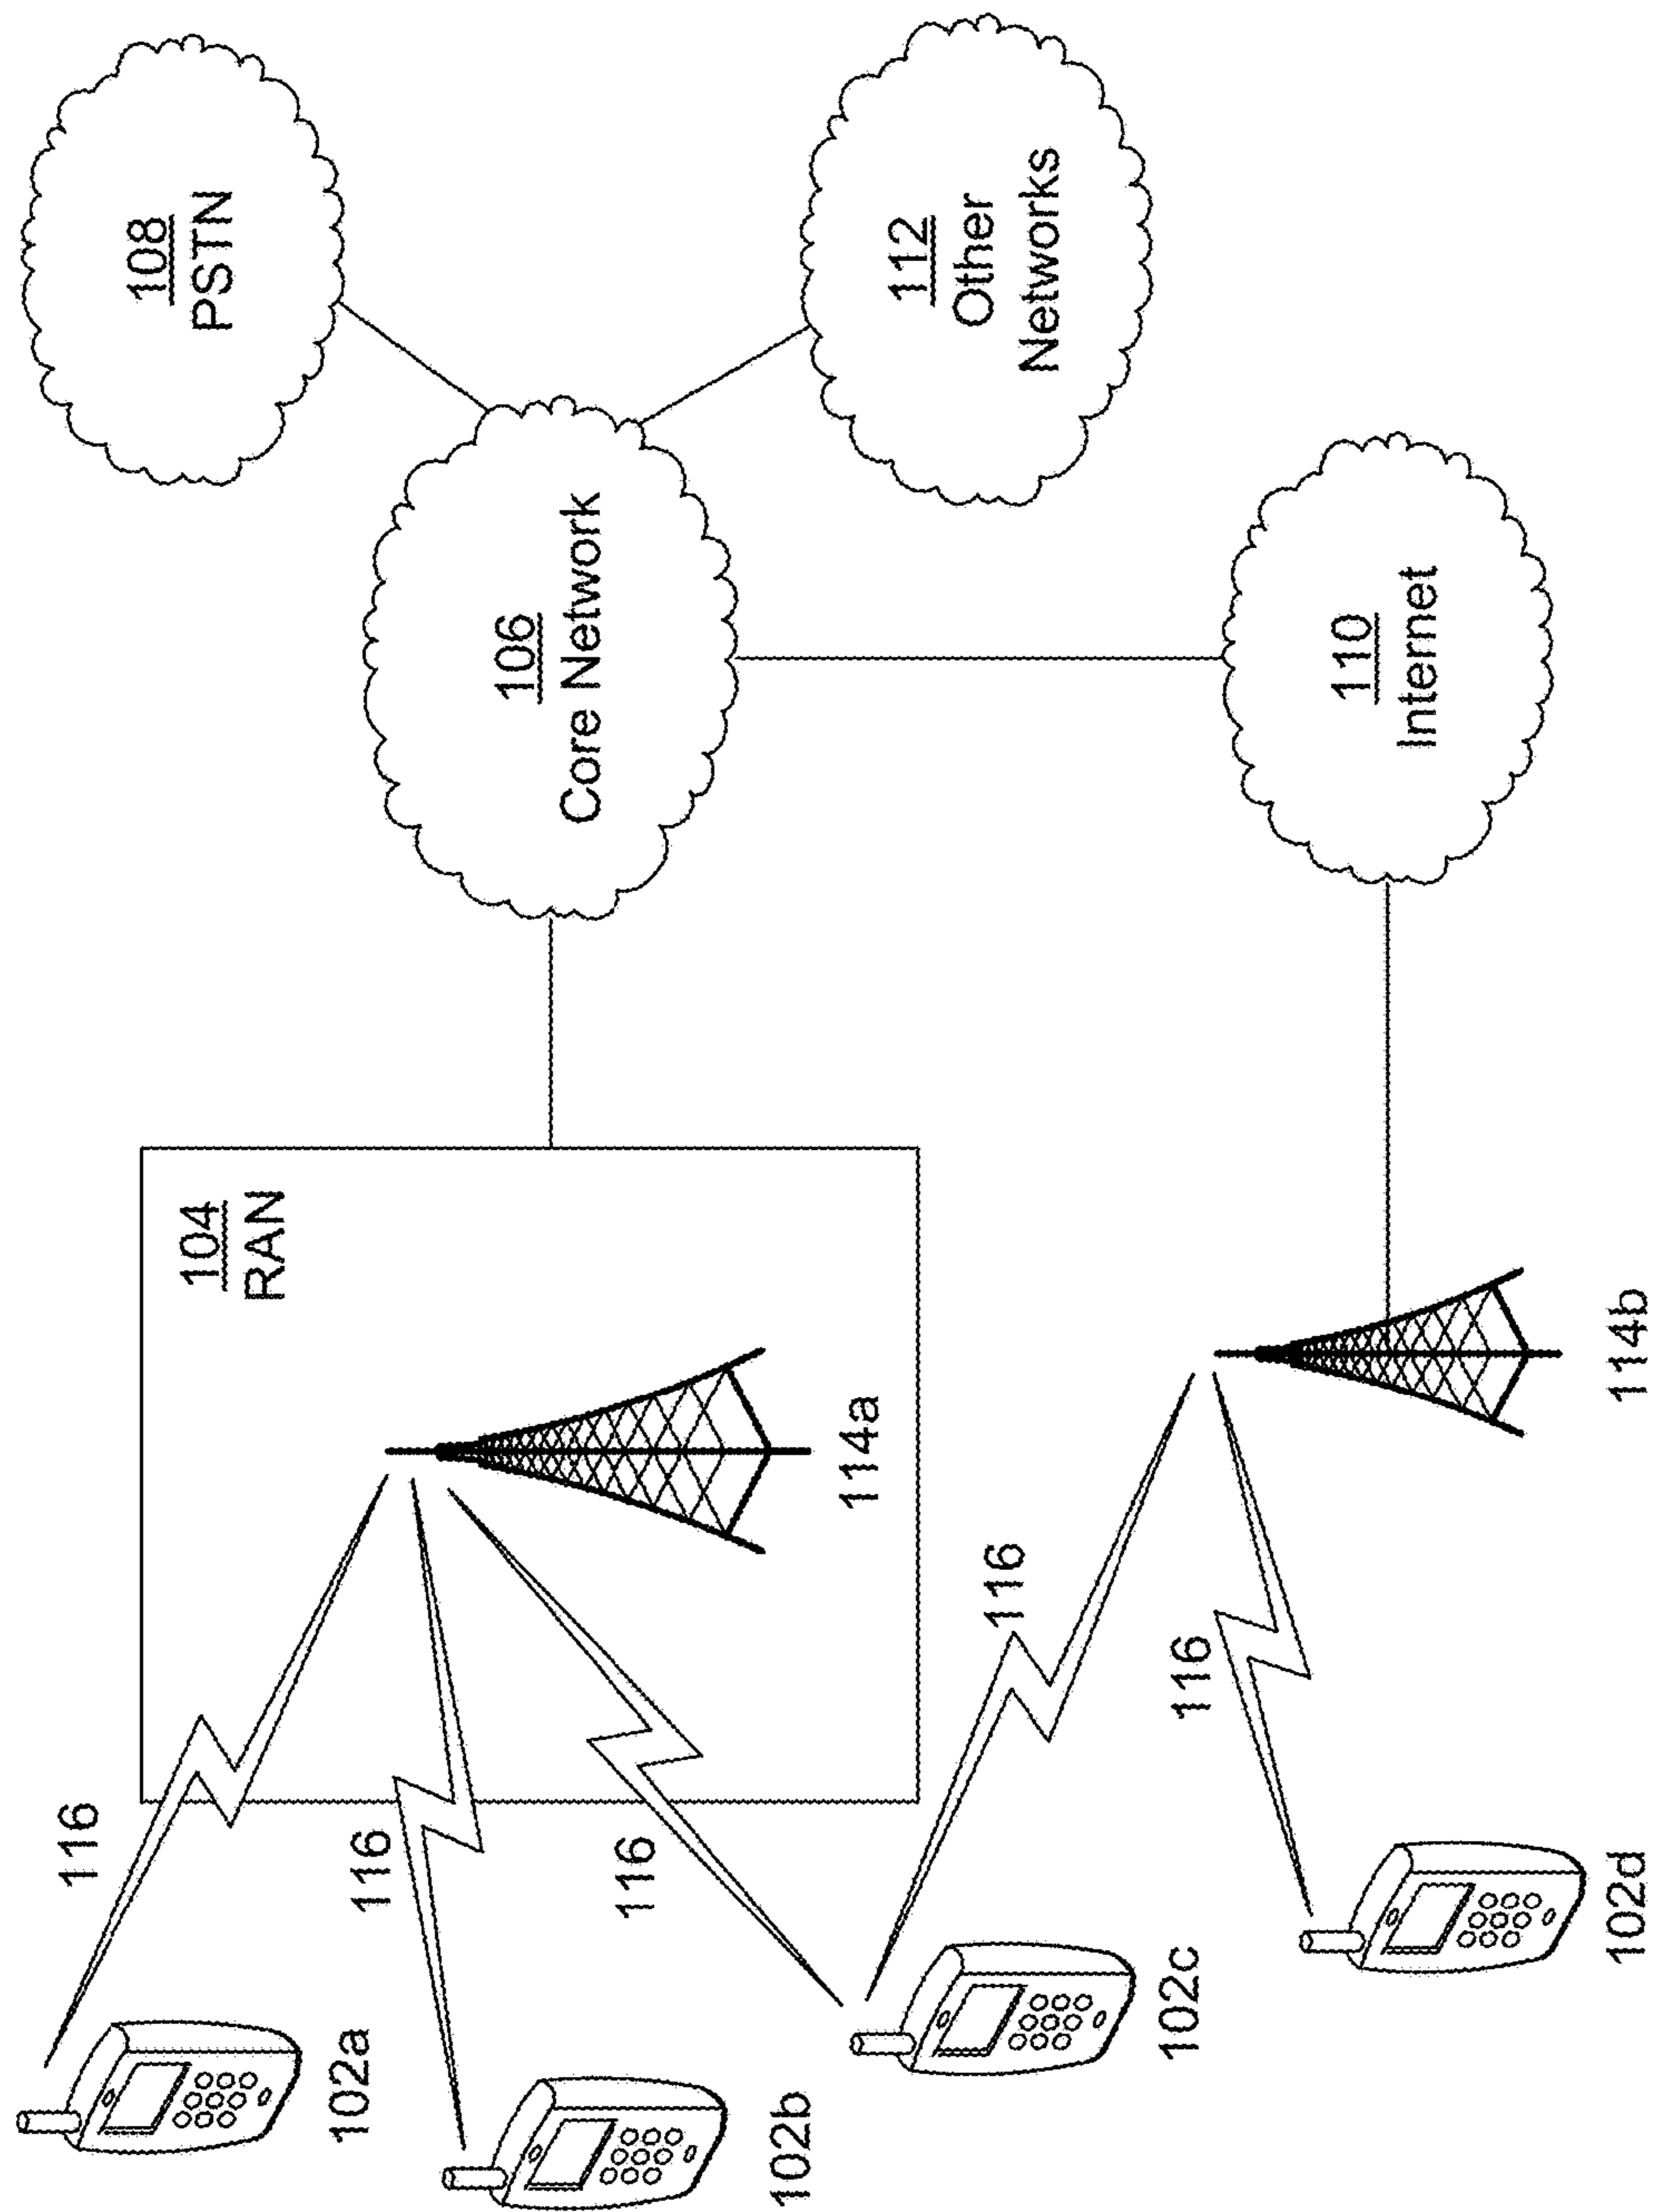 102a
116
104
RAN
108
PSTN
102b
116
114a
106
Core Network
116
102c
116
112
Other
Networks
116
102d
114b
110
Internet